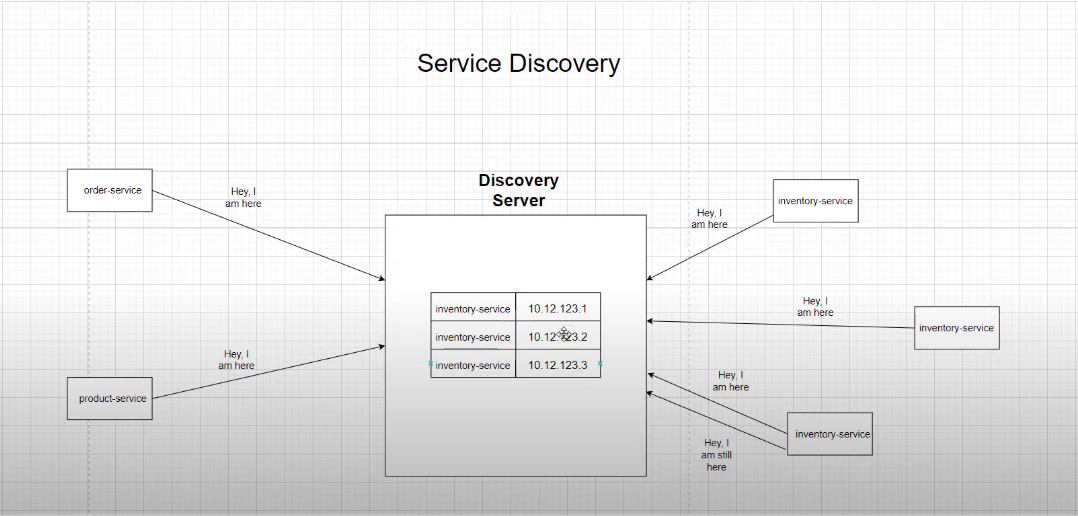 Service Discovery
Discovery
Server
order-service
Hey, I
am here
Hey, I
am here
inventory-service
inventory-service
10.12.123.1
Hey, I
am here
inventory-service
inventory-service
10.12.123.2
inventory-service
10.12.123.3
Hey, I
am here
product-service
Hey, I
am here
inventory-service
Hey, I
am still
here